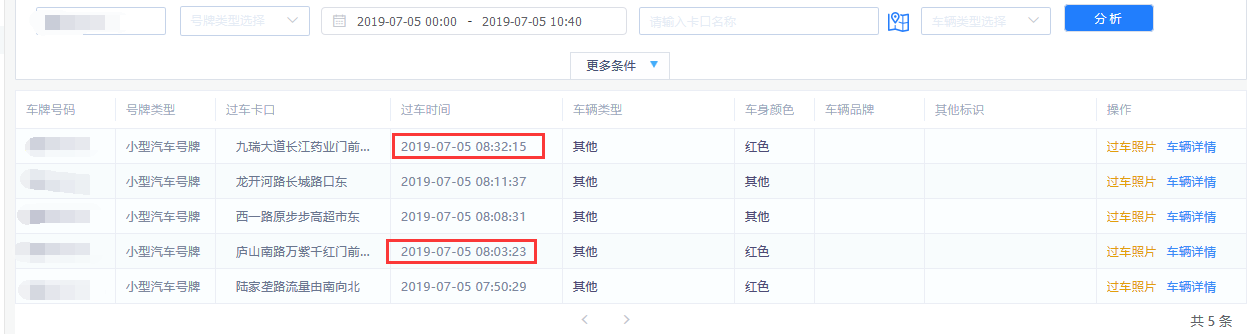 号牌类型选择 2019-07-05 00:00 - 2019-07-05 10:40 请输入卡口名称 车辆类型选择 分 析
更多条件
车牌号码 号牌类型 过车卡口 过车时间 车辆类型 车身颜色 车辆品牌 其他标识 操作
小型汽车号牌 九瑞大道长江药业门前... 2019-07-05 08:32:15 其他 红色 过车照片 车辆详情
小型汽车号牌 龙开河路长城路口东 2019-07-05 08:11:37 其他 其他 过车照片 车辆详情
小型汽车号牌 西一路原步步高超市东 2019-07-05 08:08:31 其他 其他 过车照片 车辆详情
小型汽车号牌 庐山南路万紫千红门前... 2019-07-05 08:03:23 其他 红色 过车照片 车辆详情
小型汽车号牌 陆家垄路流量由南向北 2019-07-05 07:50:29 其他 红色 过车照片 车辆详情
共 5 条